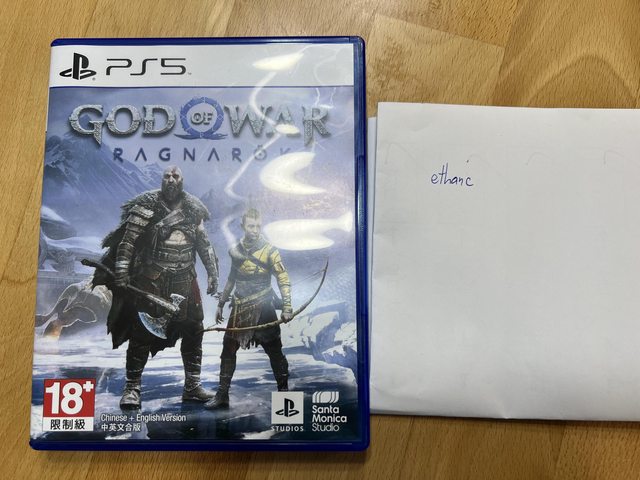 PS5
GOD OF WAR
RAGNARÖK
18+
限制級
Chinese + English Version
中英文合版
STUDIOS
Santa
Monica
Studio
ethanc